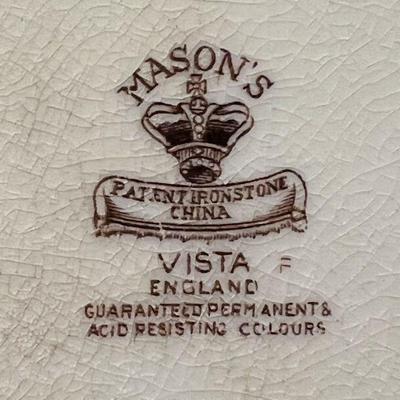 MASON'S
PATENT IRONSTONE
CHINA
VISTA F
ENGLAND
GUARANTEED PERMANENT &
ACID RESISTING COLOURS